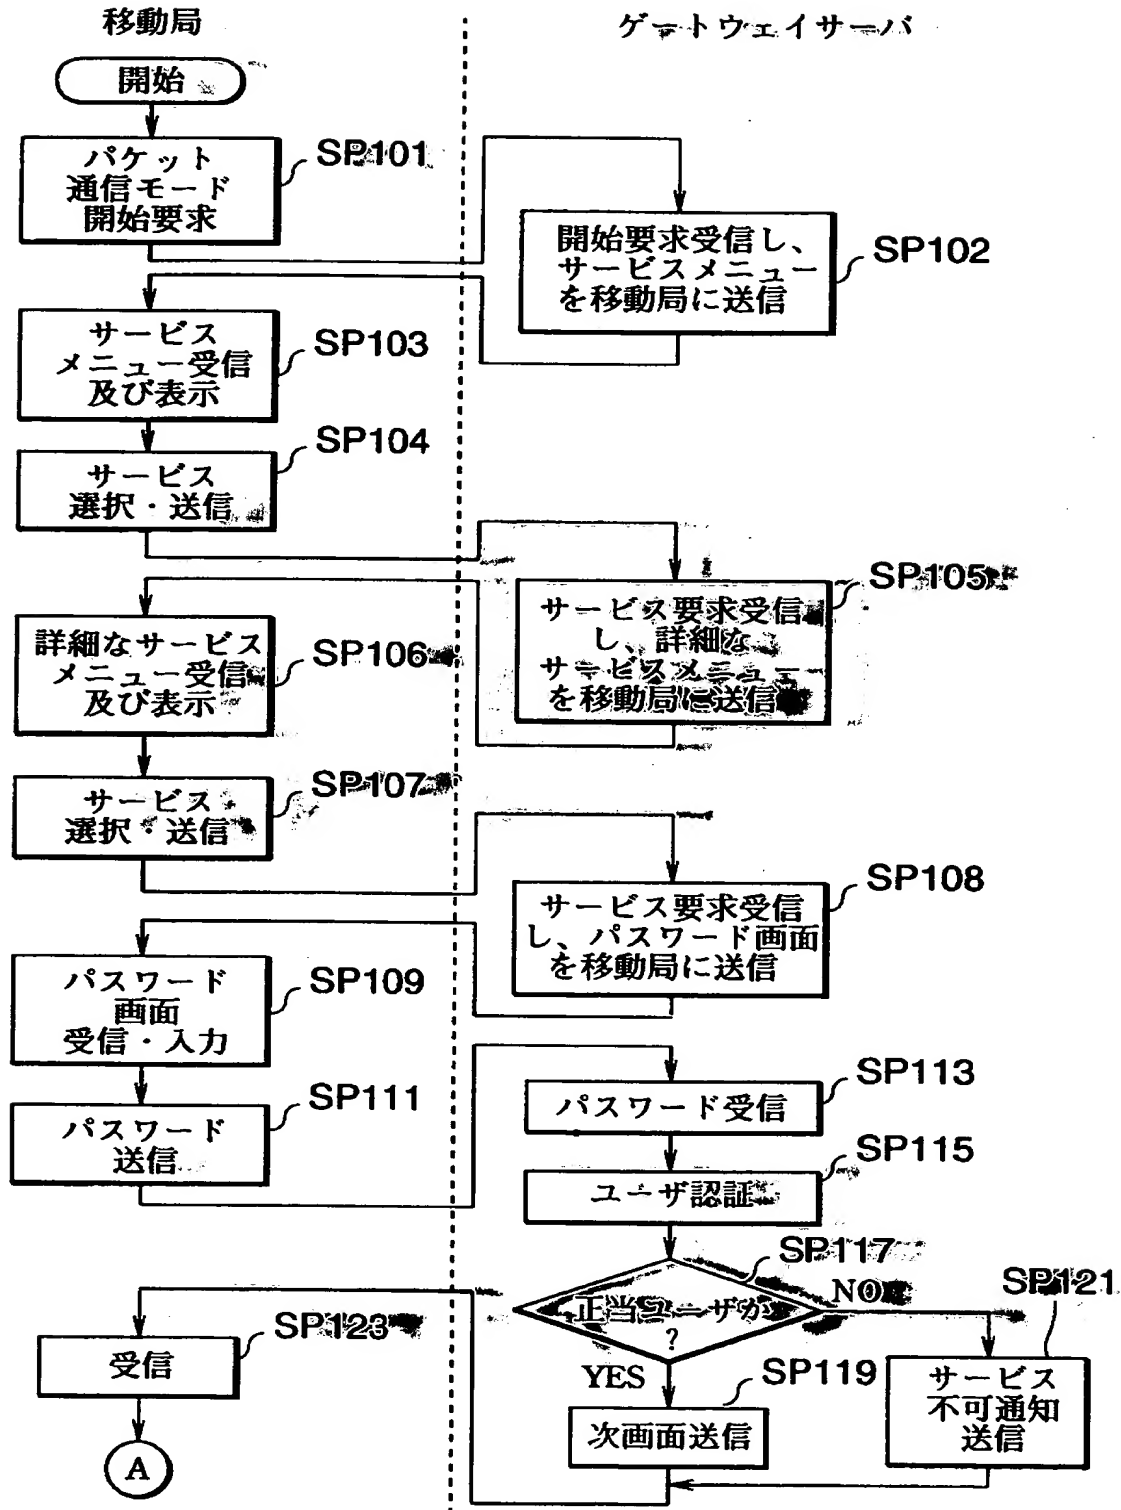 移動局
ゲートウェイサーバ
開始
パケット
通信モード
開始要求
SP101
開始要求受信し、
サービスメニュー
を移動局に送信
SP102
サービス
メニュー受信
及び表示
SP103
サービス
選択・送信
SP104
サービス要求受信
し、詳細な
サービスメニュー
を移動局に送信
SP105
詳細なサービス
メニュー受信
及び表示
SP106
サービス
選択・送信
SP107
サービス要求受信
し、パスワード画面
を移動局に送信
SP108
パスワード
画面
受信・入力
SP109
パスワード
送信
SP111
パスワード受信
SP113
ユーザ認証
SP115
正当ユーザか
?
SP117
NO
YES
次画面送信
SP119
サービス
不可通知
送信
SP121
受信
SP123
A